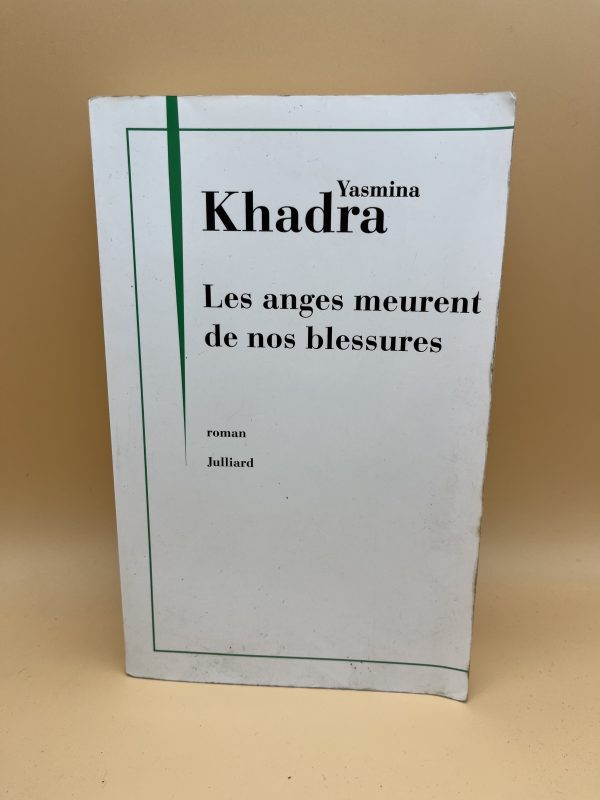 Yasmina
Khadra
Les anges meurent
de nos blessures
roman
Julliard